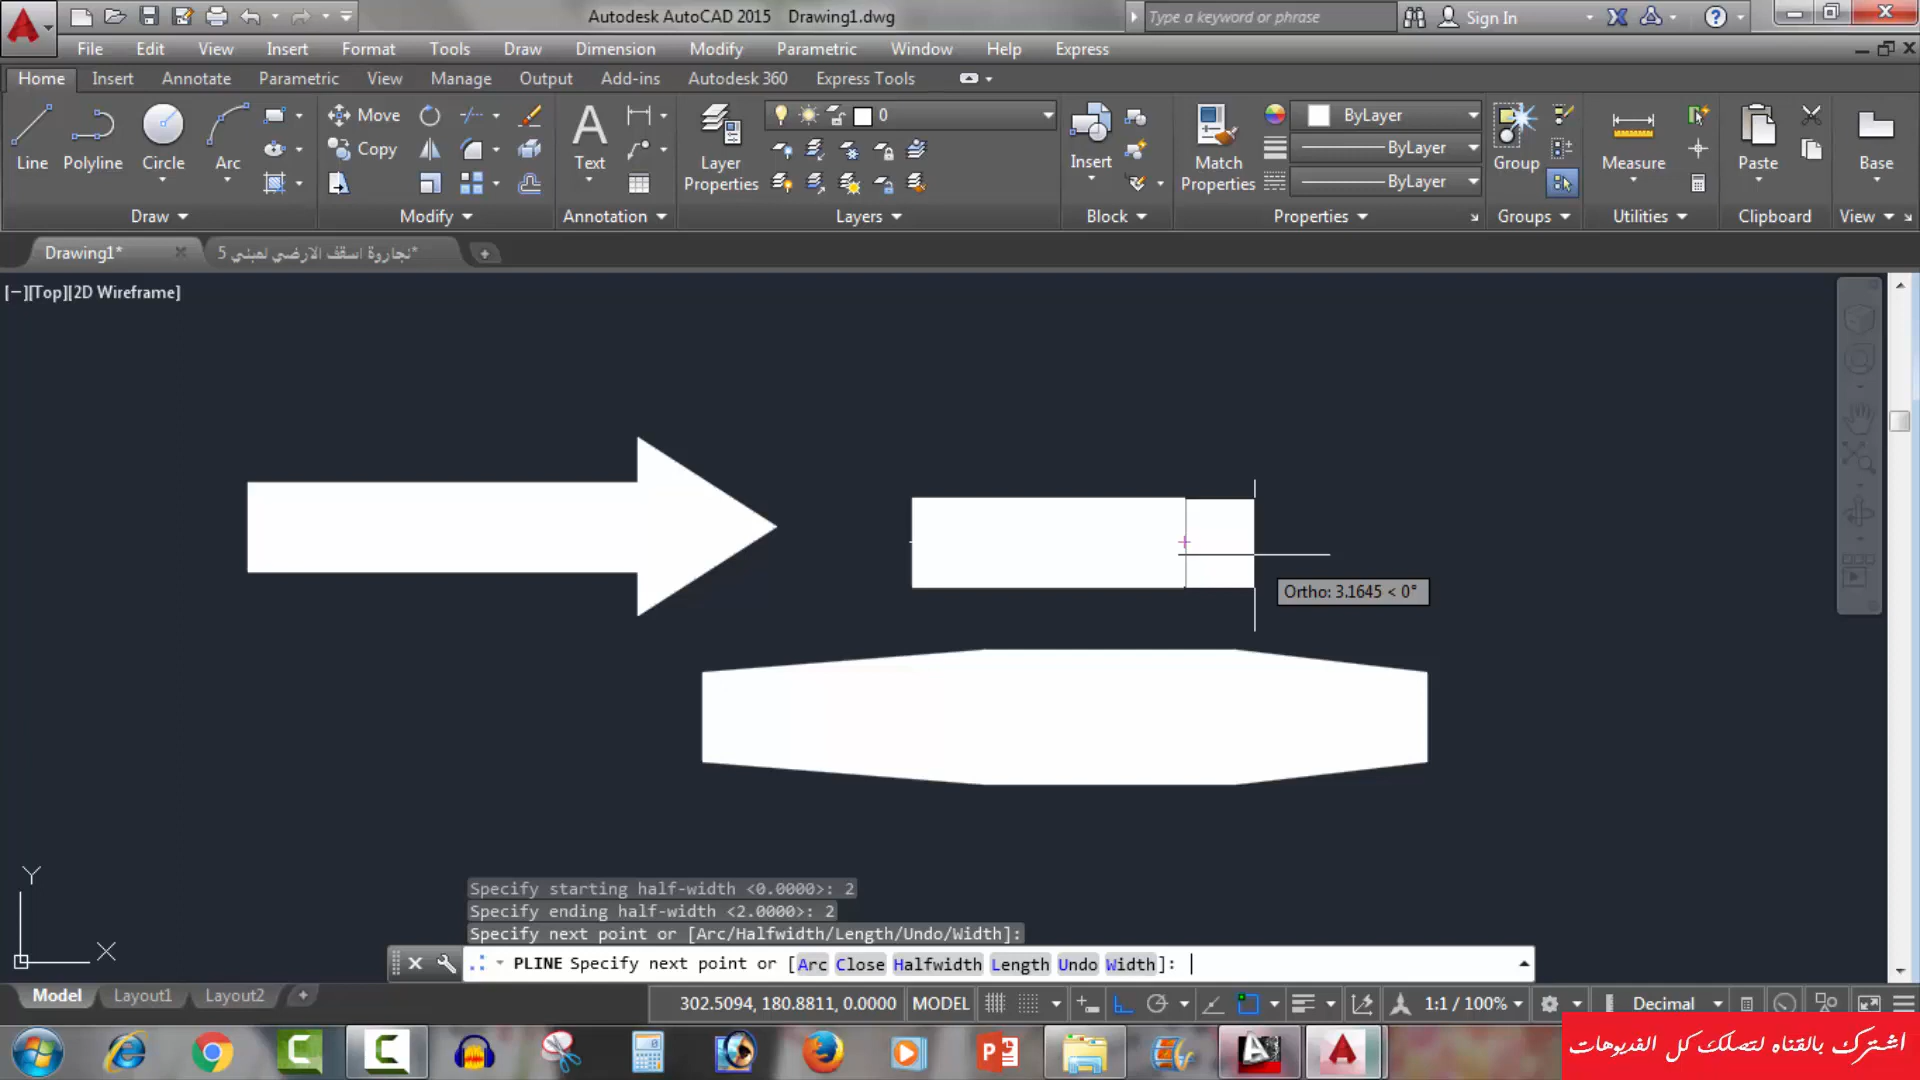 Autodesk AutoCAD 2015 Drawing1.dwg
Type a keyword or phrase
Sign In
File Edit View Insert Format Tools Draw Dimension Modify Parametric Window Help Express
Home Insert Annotate Parametric View Manage Output Add-ins Autodesk 360 Express Tools
Move
0
ByLayer
Copy
ByLayer
Line Polyline Circle Arc
Text
Layer Properties
Insert
Match Properties
ByLayer
Group
Measure
Paste
Base
Draw Modify Annotation Layers Block Properties Groups Utilities Clipboard View
Drawing1*
نجاروة اسقف الارضي لمبني 5*
[−][Top][2D Wireframe]
Ortho: 3.1645 < 0°
Y
X
Specify starting half-width <0.0000>: 2
Specify ending half-width <2.0000>: 2
Specify next point or [Arc/Halfwidth/Length/Undo/Width]:
PLINE Specify next point or [Arc Close Halfwidth Length Undo Width]:
Model Layout1 Layout2
302.5094, 180.8811, 0.0000 MODEL
1:1 / 100%
Decimal
اشترك بالقناه لتصلك كل الفديوهات